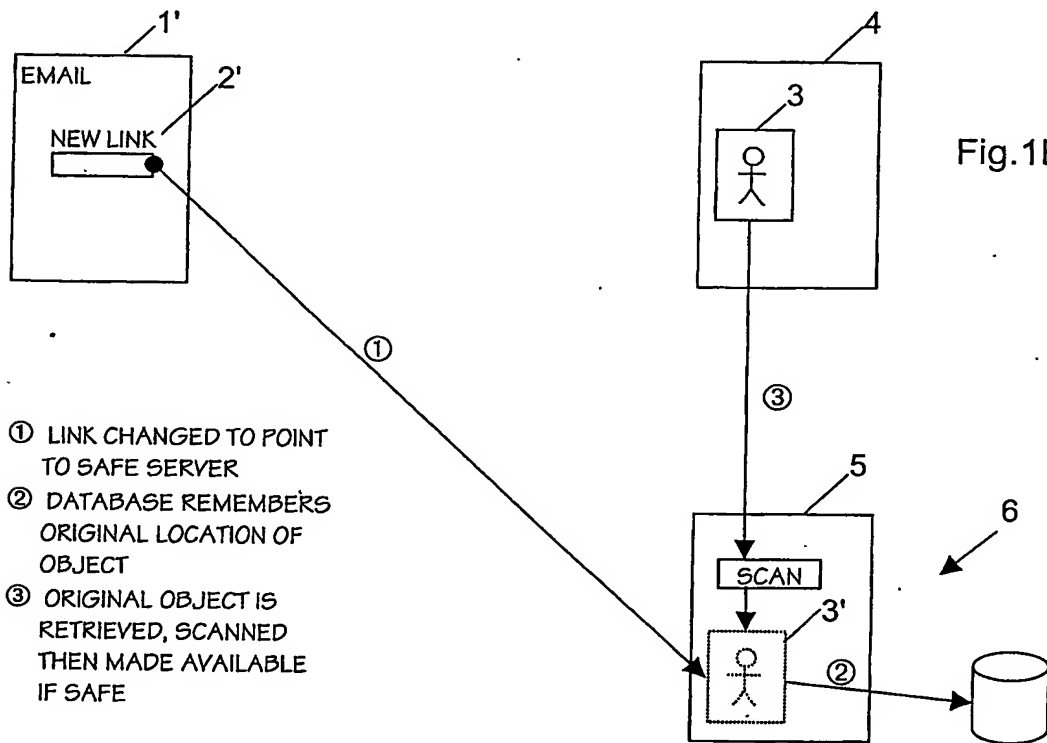 1'
EMAIL
2'
NEW LINK
4
3
Fig.1
①
③
① LINK CHANGED TO POINT
TO SAFE SERVER
② DATABASE REMEMBERS
ORIGINAL LOCATION OF
OBJECT
③ ORIGINAL OBJECT IS
RETRIEVED, SCANNED
THEN MADE AVAILABLE
IF SAFE
5
6
SCAN
3'
②